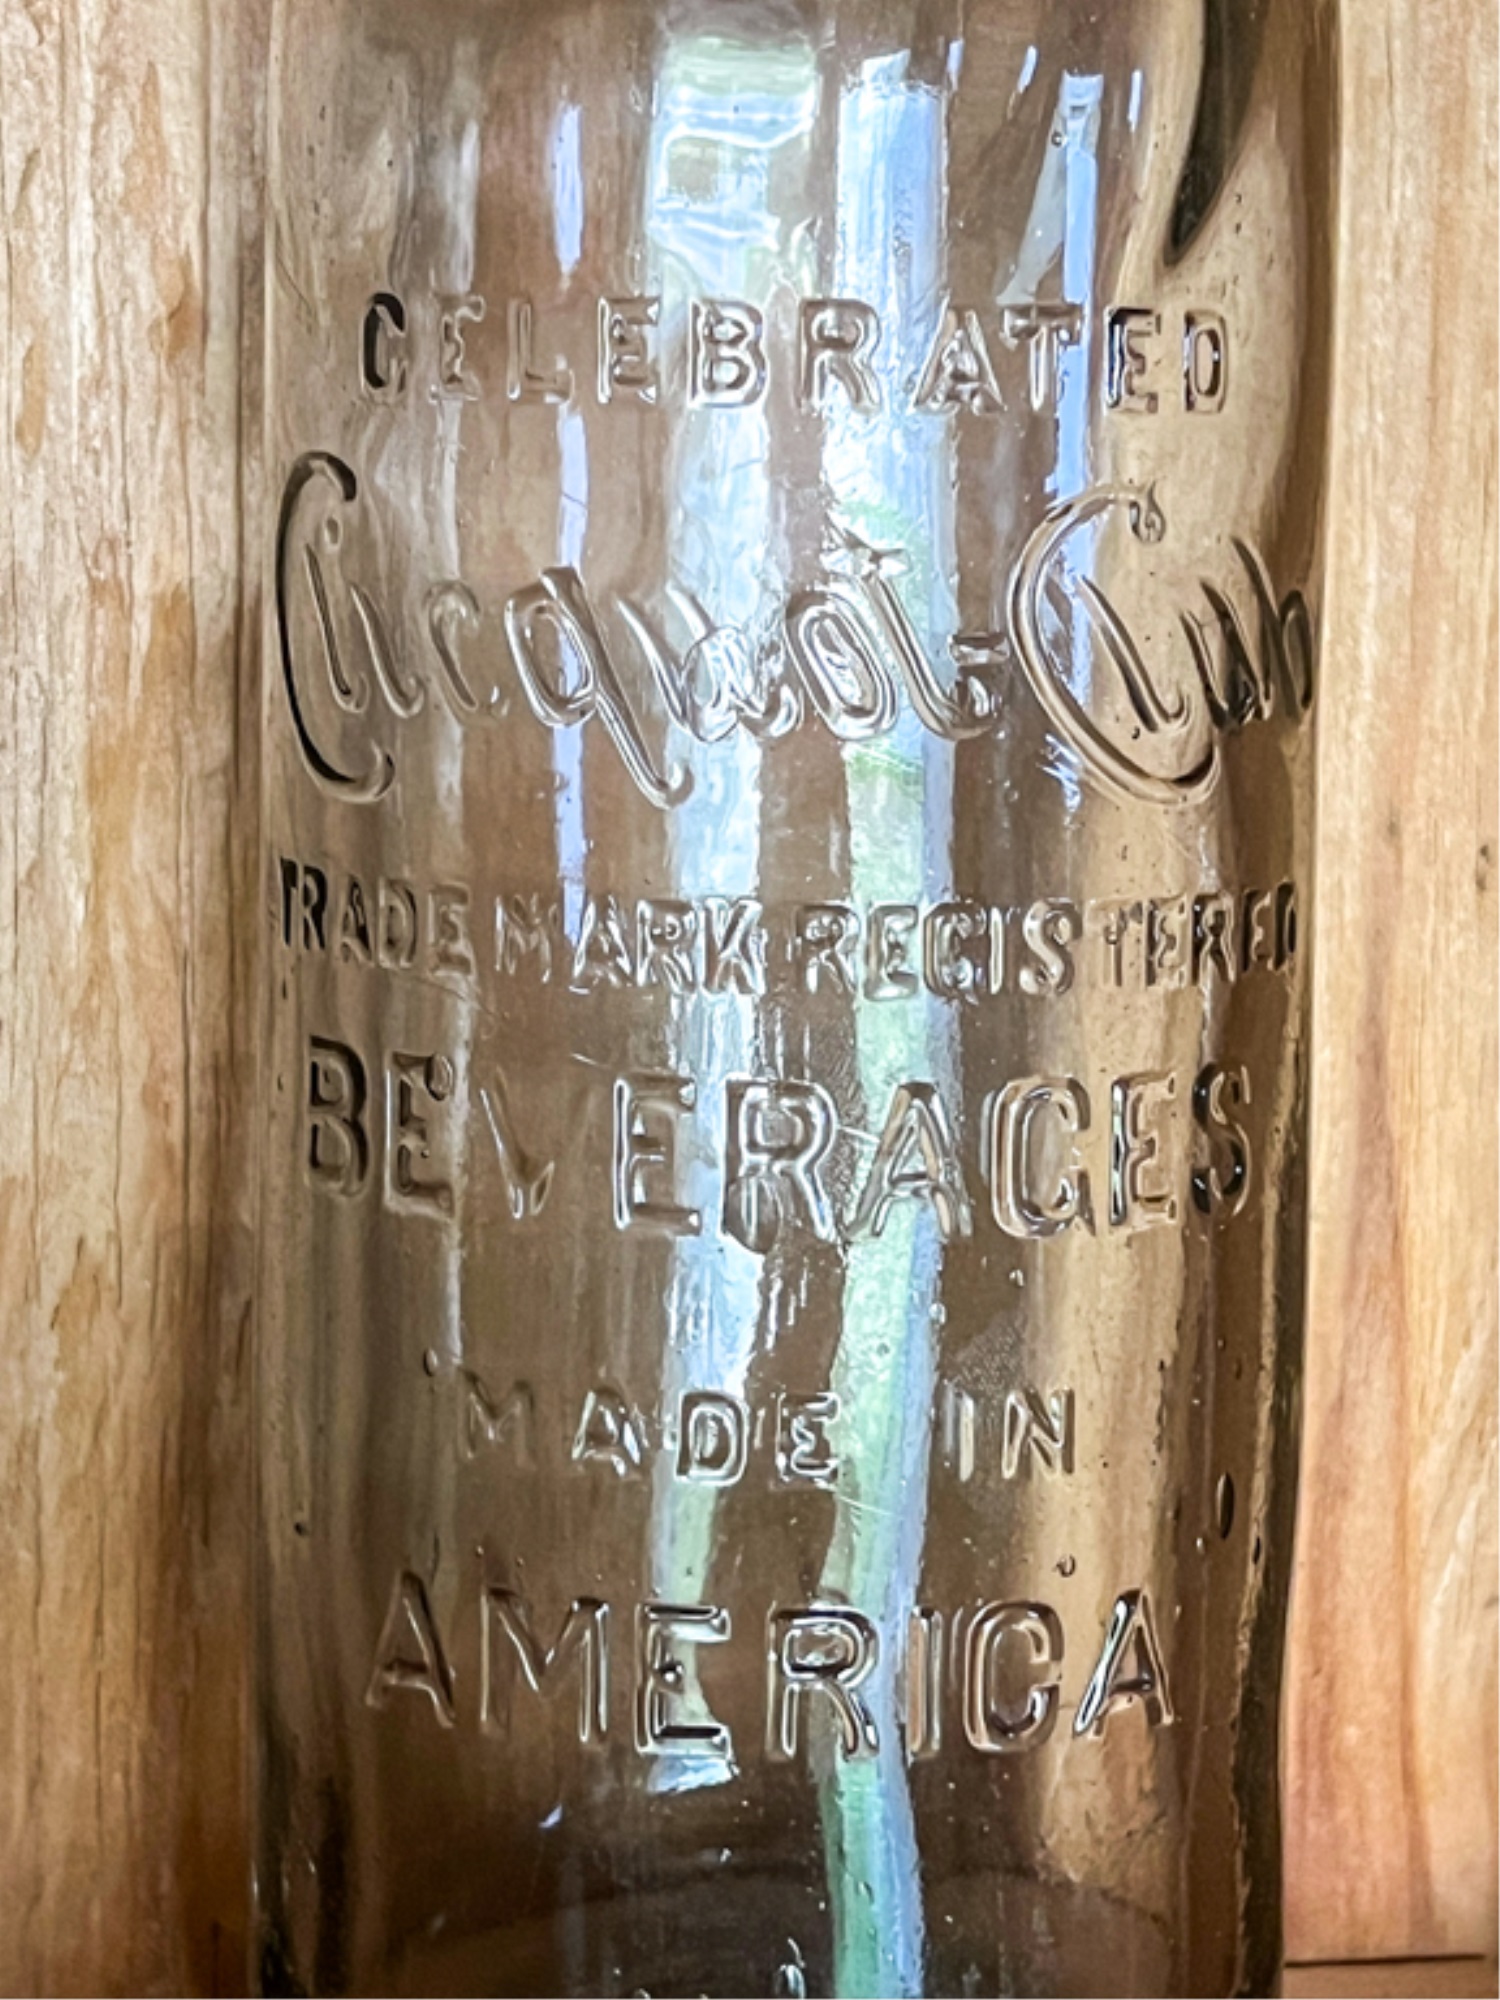 CELEBRATED
Clicquot-Club
TRADE MARK REGISTERED
BEVERAGES
MADE IN
AMERICA